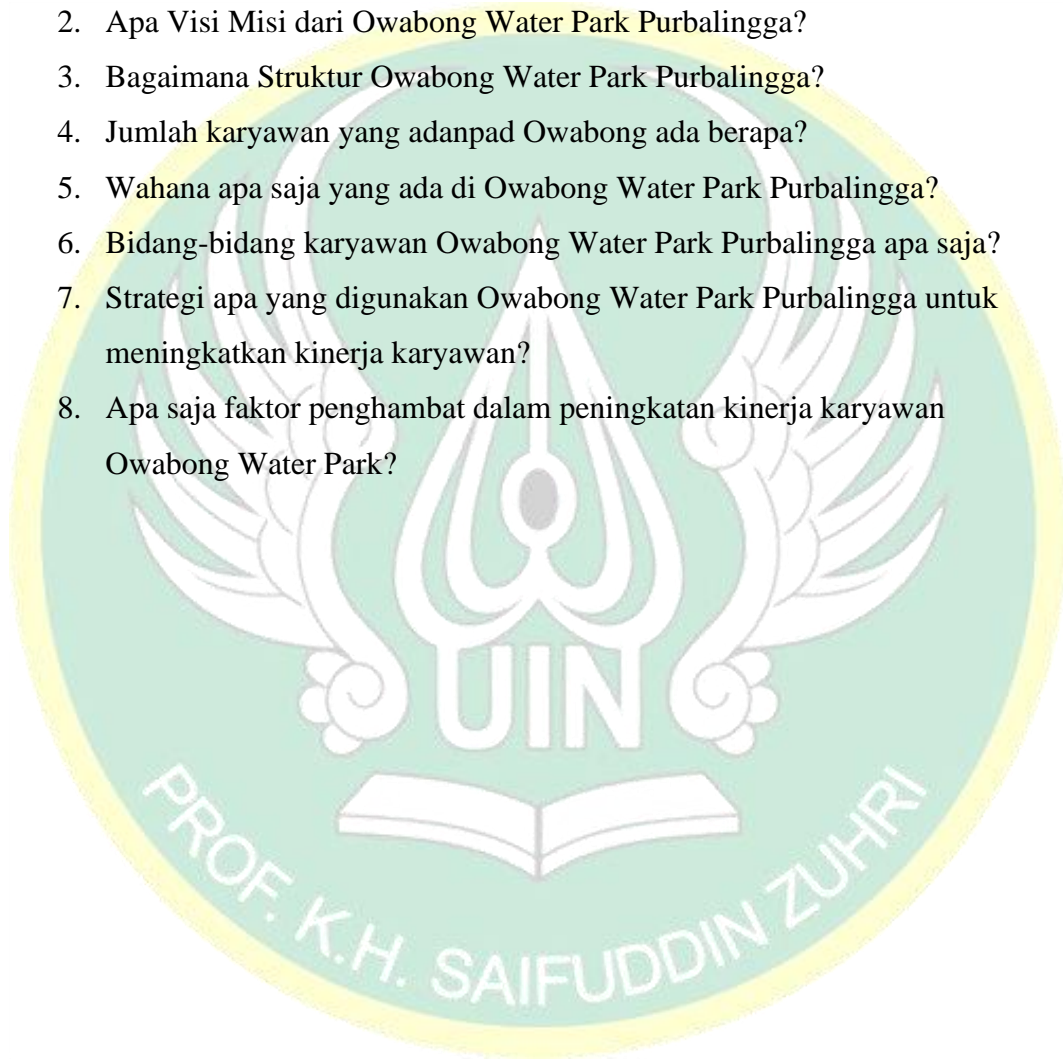 2. Apa Visi Misi dari Owabong Water Park Purbalingga?
3. Bagaimana Struktur Owabong Water Park Purbalingga?
4. Jumlah karyawan yang adanpad Owabong ada berapa?
5. Wahana apa saja yang ada di Owabong Water Park Purbalingga?
6. Bidang-bidang karyawan Owabong Water Park Purbalingga apa saja?
7. Strategi apa yang digunakan Owabong Water Park Purbalingga untuk
meningkatkan kinerja karyawan?
8. Apa saja faktor penghambat dalam peningkatan kinerja karyawan
Owabong Water Park?
UIN
PROF. K.H. SAIFUDDIN ZUHRI